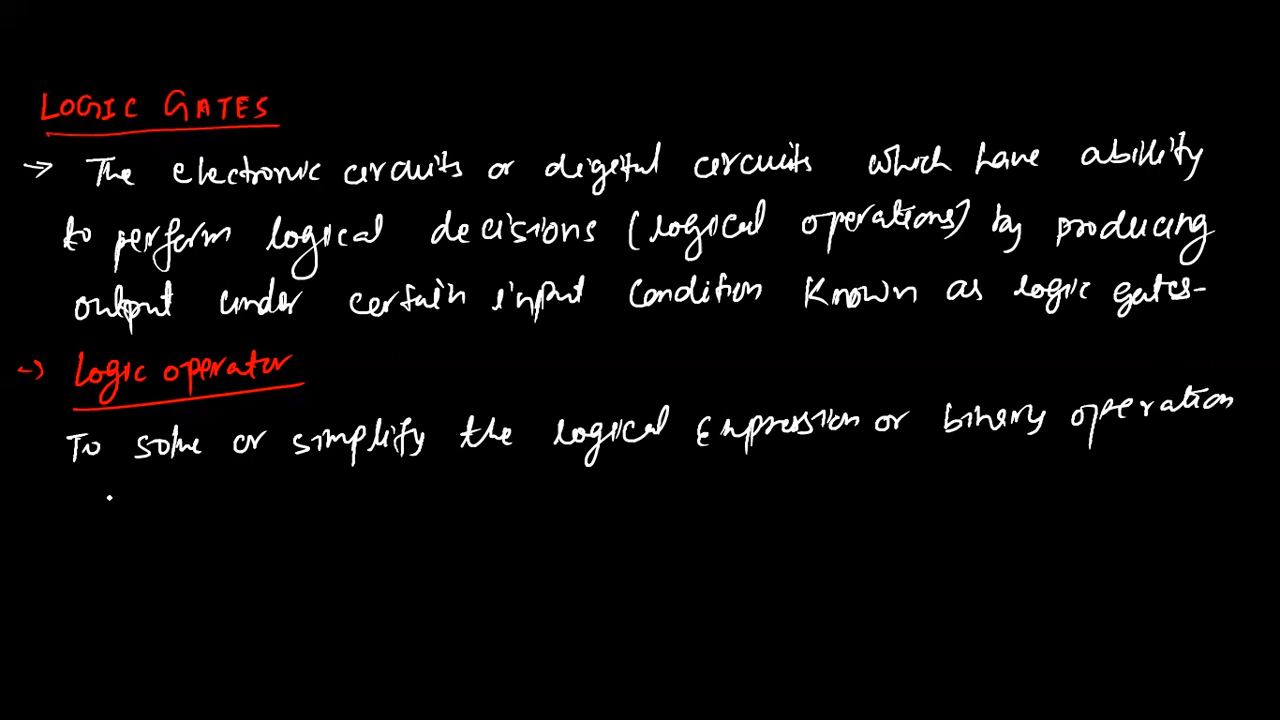 LOGIC GATES
→ The electronic circuits or digital circuits which have ability
to perform logical decisions (logical operations) by producing
output under certain input condition known as logic gates-
→ Logic operator
To solve or simplify the logical Expression or binary operation